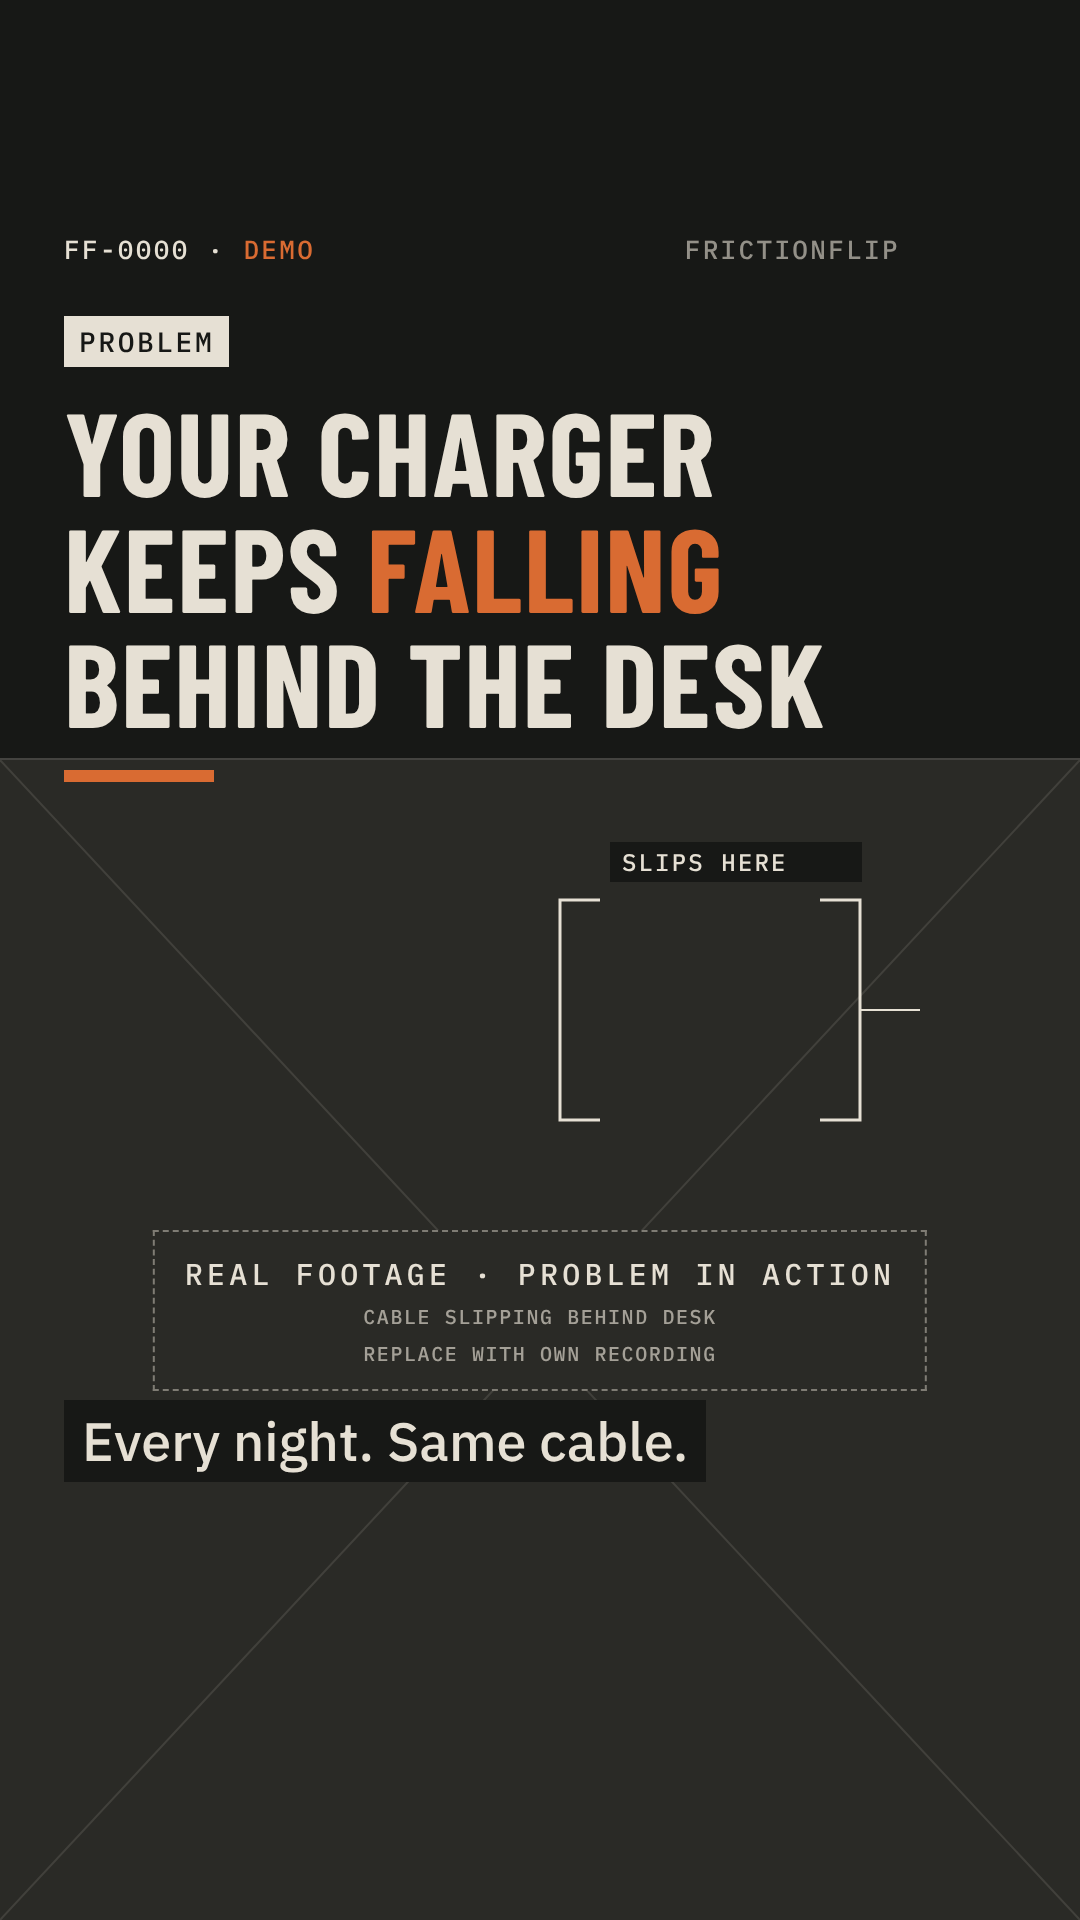 FF-0000 · DEMO
FRICTIONFLIP
PROBLEM
YOUR CHARGER
KEEPS FALLING
BEHIND THE DESK
SLIPS HERE
REAL FOOTAGE · PROBLEM IN ACTION
CABLE SLIPPING BEHIND DESK
REPLACE WITH OWN RECORDING
Every night. Same cable.